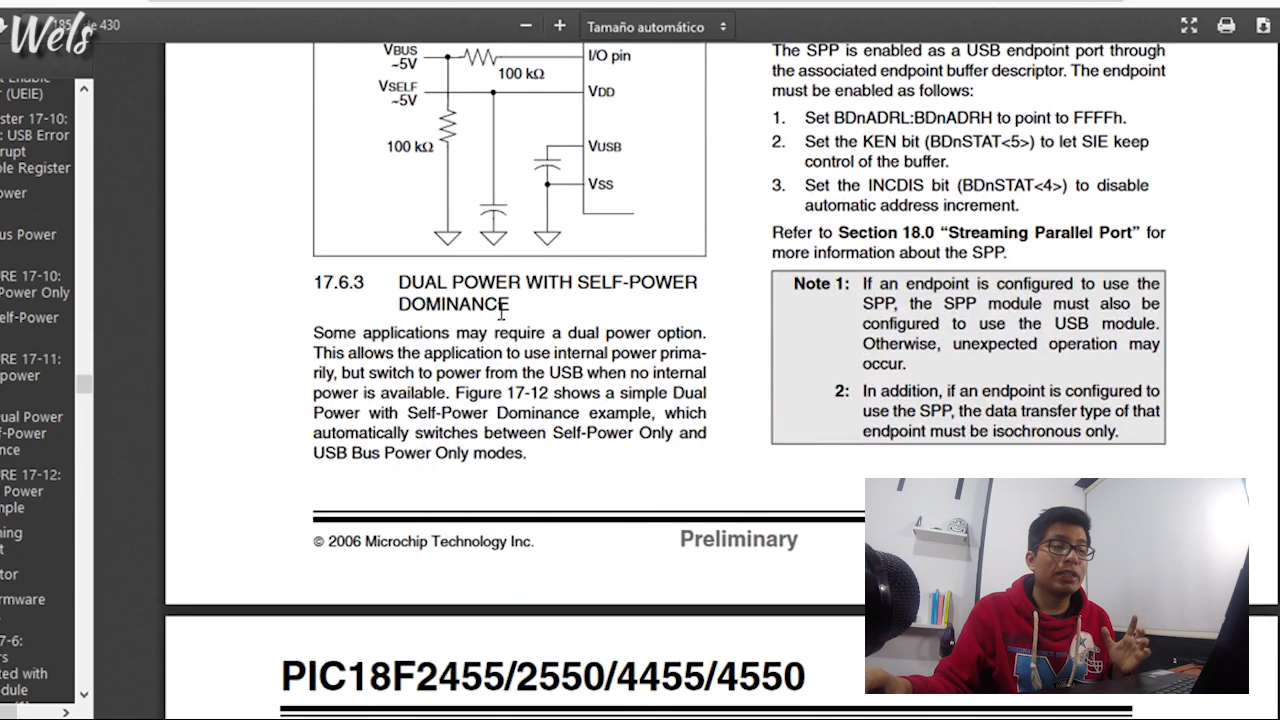 Wels
185 de 430
Tamaño automático
(UEIE)
ster 17-10:
: USB Error
rrupt
ble Register
ower
us Power
RE 17-10:
Power Only
elf-Power
RE 17-11:
power
ual Power
f-Power
nance
RE 17-12:
Power
mple
ning
t
tor
rmware
7-6:
rs
ted with
odule
VBUS
~5V
100 kΩ
I/O pin
VSELF
~5V
VDD
100 kΩ
VUSB
VSS
17.6.3 DUAL POWER WITH SELF-POWER
DOMINANCE
Some applications may require a dual power option.
This allows the application to use internal power prima-
rily, but switch to power from the USB when no internal
power is available. Figure 17-12 shows a simple Dual
Power with Self-Power Dominance example, which
automatically switches between Self-Power Only and
USB Bus Power Only modes.
The SPP is enabled as a USB endpoint port through
the associated endpoint buffer descriptor. The endpoint
must be enabled as follows:
1. Set BDnADRL:BDnADRH to point to FFFFh.
2. Set the KEN bit (BDnSTAT<5>) to let SIE keep
control of the buffer.
3. Set the INCDIS bit (BDnSTAT<4>) to disable
automatic address increment.
Refer to Section 18.0 “Streaming Parallel Port” for
more information about the SPP.
Note 1: If an endpoint is configured to use the
SPP, the SPP module must also be
configured to use the USB module.
Otherwise, unexpected operation may
occur.
2: In addition, if an endpoint is configured to
use the SPP, the data transfer type of that
endpoint must be isochronous only.
© 2006 Microchip Technology Inc.
Preliminary
PIC18F2455/2550/4455/4550